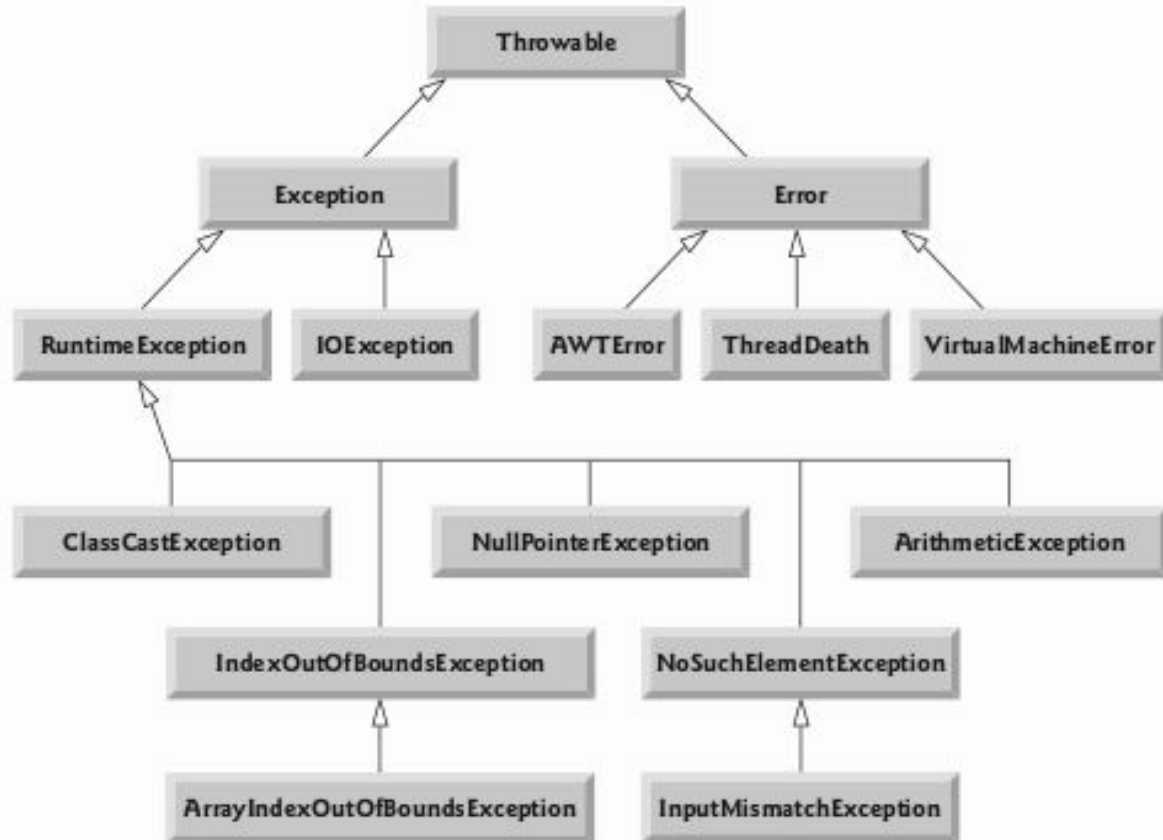 Throwable
Exception
Error
RuntimeException
IOException
AWTError
ThreadDeath
VirtualMachineError
ClassCastException
NullPointerException
ArithmeticException
IndexOutOfBoundsException
NoSuchElementException
ArrayIndexOutOfBoundsException
InputMismatchException